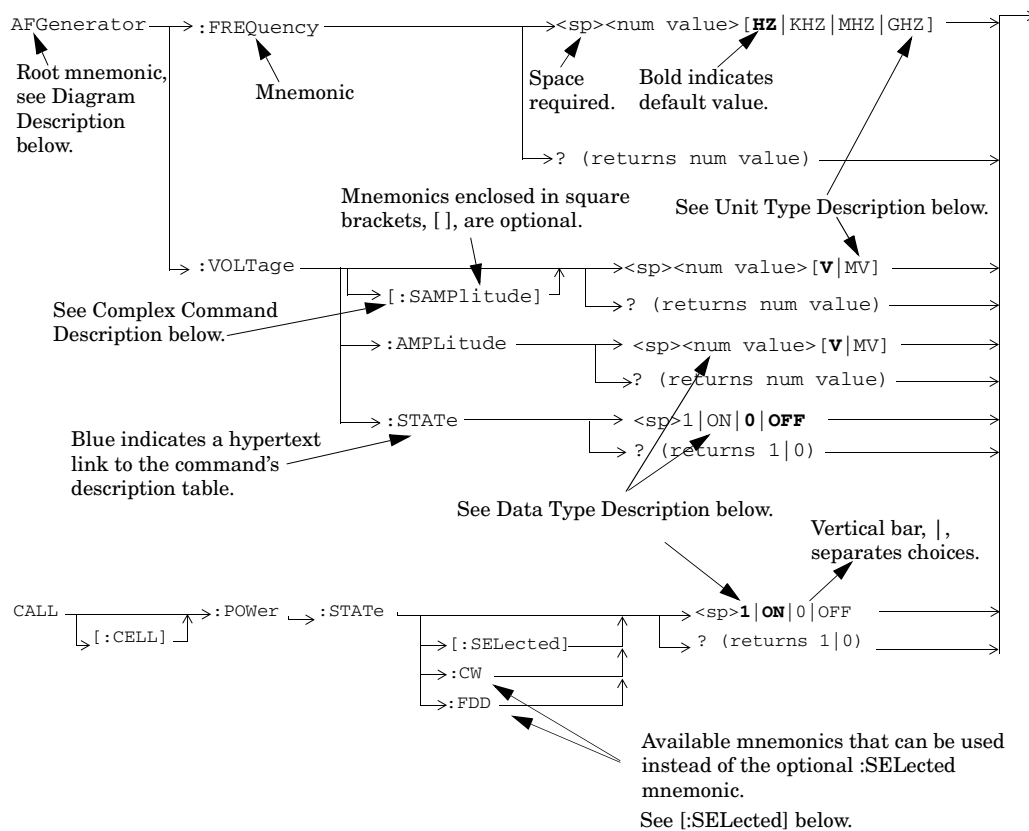 AFGenerator :FREQuency <sp><num value>[HZ|KHZ|MHZ|GHZ]
Root mnemonic,
see Diagram
Description
below.
Mnemonic
Space
required.
Bold indicates
default value.
? (returns num value)
Mnemonics enclosed in square
brackets, [ ], are optional.
See Unit Type Description below.
:VOLTage <sp><num value>[V|MV]
[:SAMPlitude] ? (returns num value)
See Complex Command
Description below.
:AMPLitude <sp><num value>[V|MV]
? (returns num value)
:STATe <sp>1|ON|0|OFF
? (returns 1|0)
Blue indicates a hypertext
link to the command's
description table.
See Data Type Description below.
Vertical bar, |,
separates choices.
CALL :POWer :STATe <sp>1|ON|0|OFF
[:CELL] [:SELected] ? (returns 1|0)
:CW
:FDD
Available mnemonics that can be used
instead of the optional :SELected
mnemonic.
See [:SELected] below.